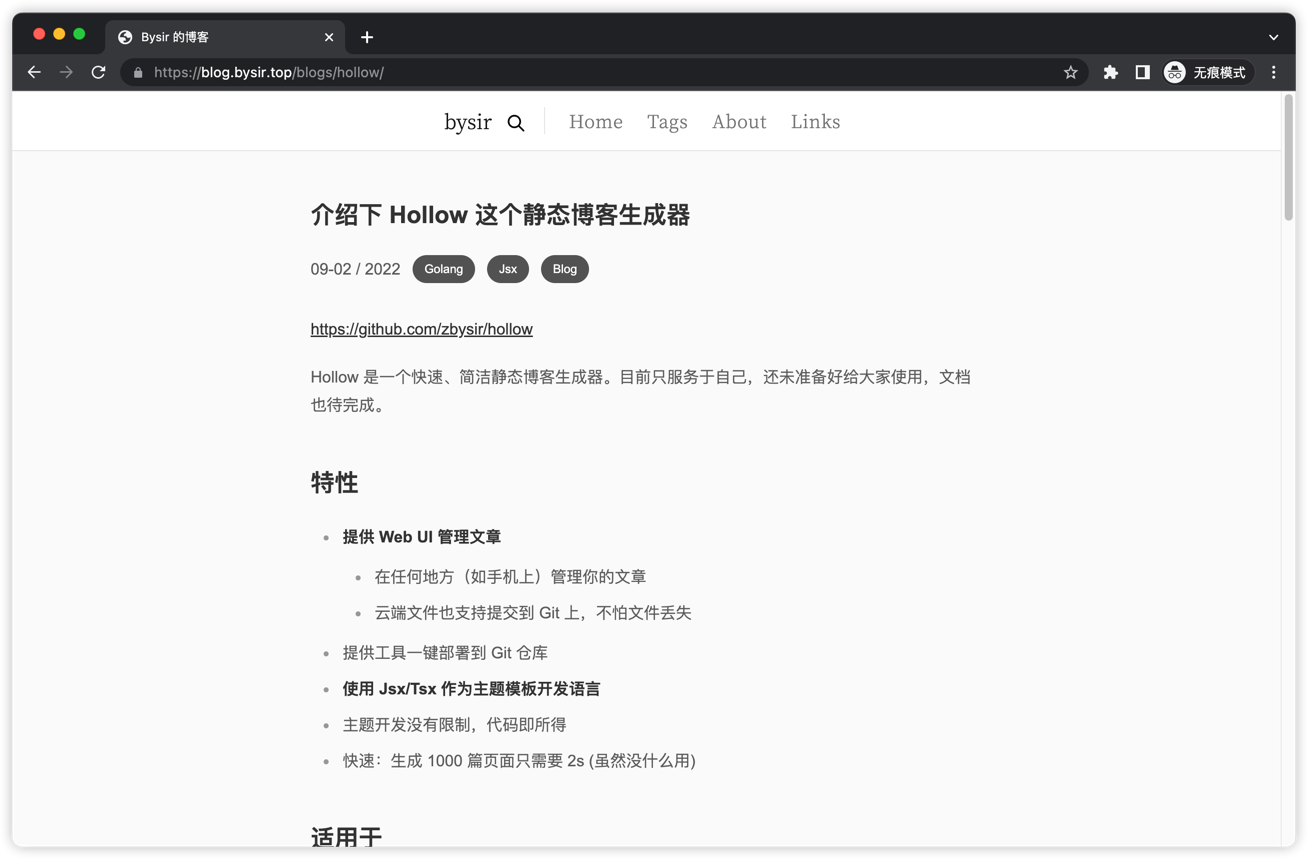 Bysir 的博客
https://blog.bysir.top/blogs/hollow/
无痕模式
bysir Home Tags About Links
介绍下 Hollow 这个静态博客生成器
09-02 / 2022 Golang Jsx Blog
https://github.com/zbysir/hollow
Hollow 是一个快速、简洁静态博客生成器。目前只服务于自己，还未准备好给大家使用，文档
也待完成。
特性
提供 Web UI 管理文章
在任何地方（如手机上）管理你的文章
云端文件也支持提交到 Git 上，不怕文件丢失
提供工具一键部署到 Git 仓库
使用 Jsx/Tsx 作为主题模板开发语言
主题开发没有限制，代码即所得
快速：生成 1000 篇页面只需要 2s (虽然没什么用)
适用于